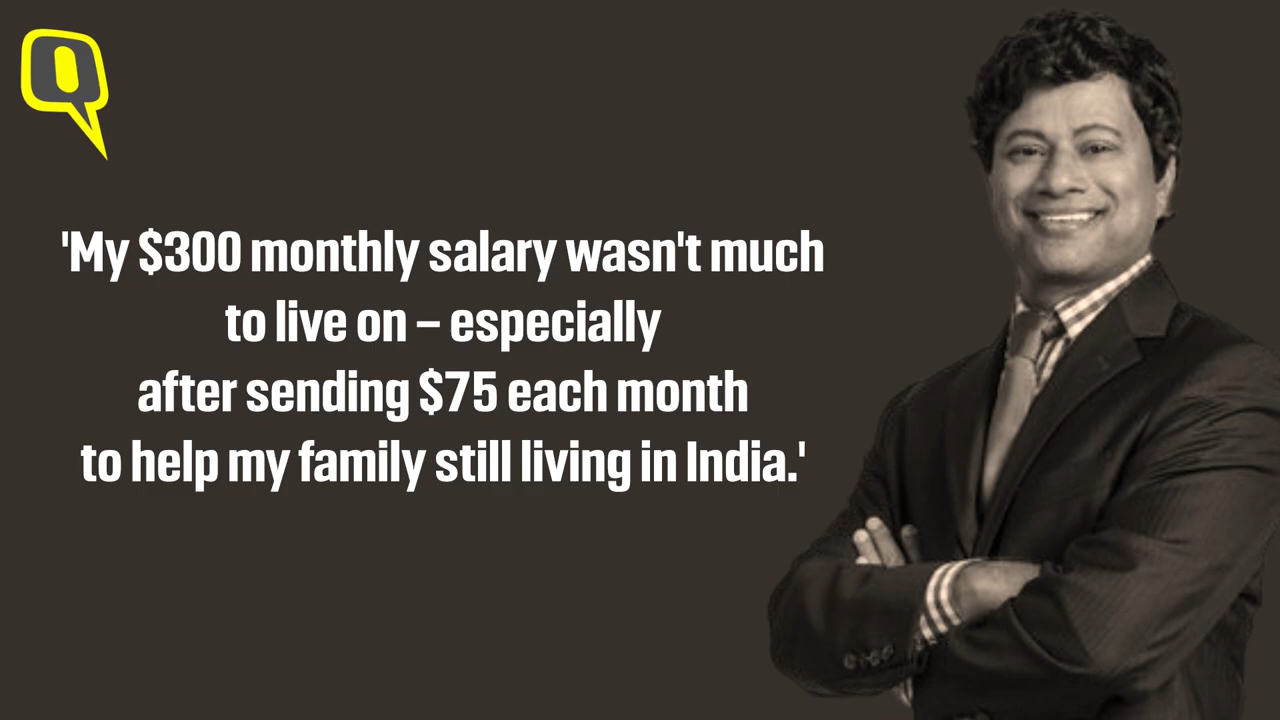 'My $300 monthly salary wasn't much
to live on – especially
after sending $75 each month
to help my family still living in India.'